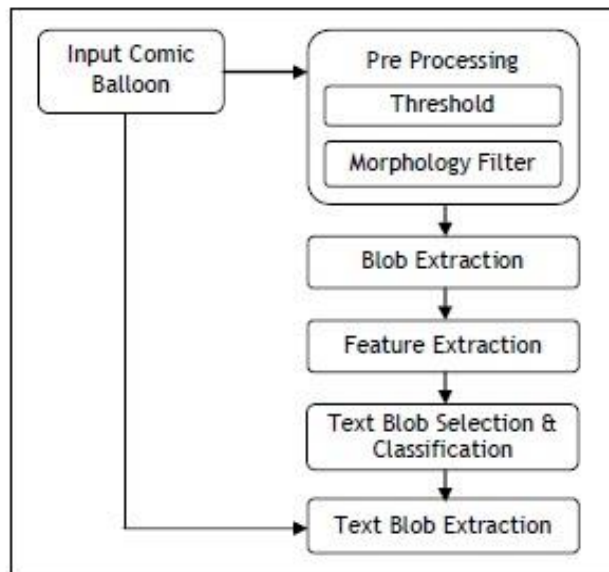 Input Comic
Balloon
Pre Processing
Threshold
Morphology Filter
Blob Extraction
Feature Extraction
Text Blob Selection &
Classification
Text Blob Extraction